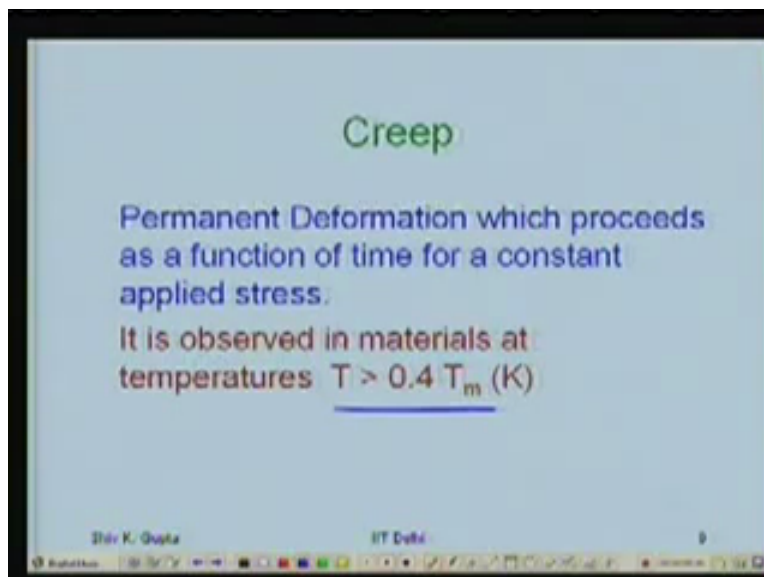 Creep
Permanent Deformation which proceeds
as a function of time for a constant
applied stress.
It is observed in materials at
temperatures T > 0.4 Tₘ (K)
Shiv K. Gupta IIT Delhi 9